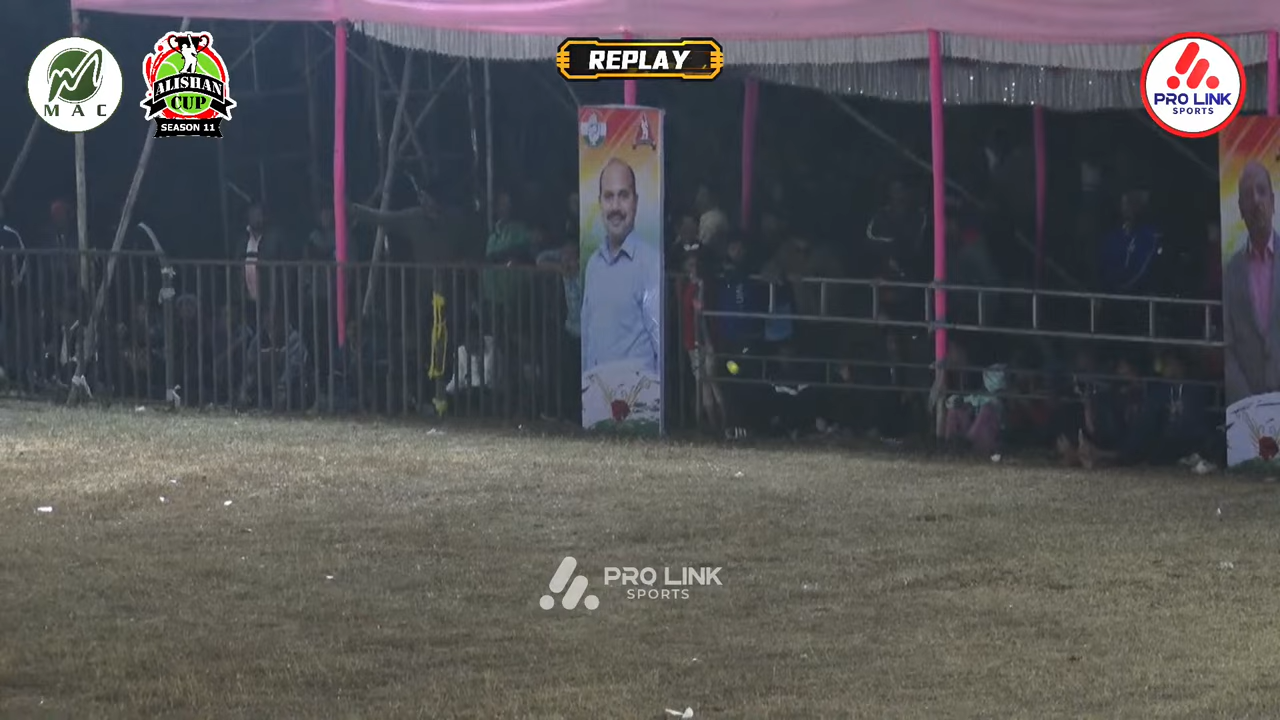 MAC
ALISHAN
CUP
SEASON 11
REPLAY
PRO LINK
SPORTS
PRO LINK
SPORTS